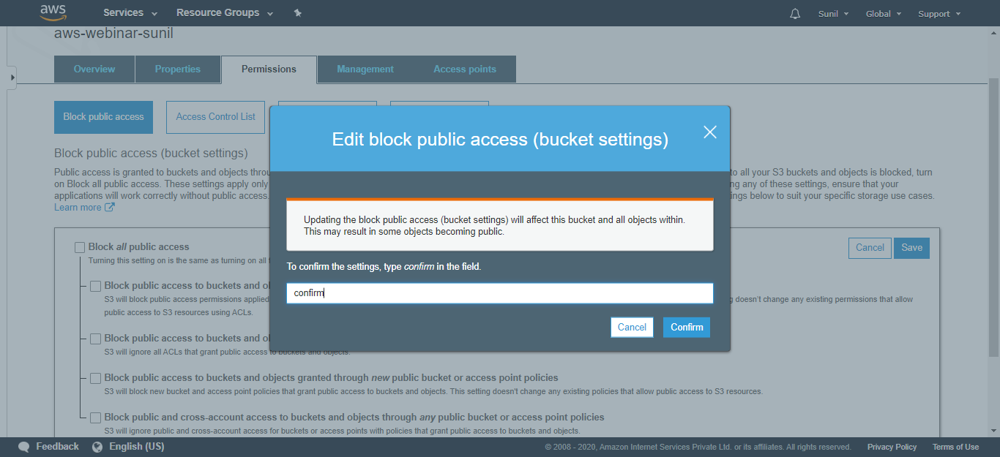 aws
Services
Resource Groups
Sunil
Global
Support
aws-webinar-sunil
Overview
Properties
Permissions
Management
Access points
Block public access
Access Control List
Block public access (bucket settings)
Public access is granted to buckets and objects
to all your S3 buckets and objects is blocked, turn
on Block all public access. These settings apply only
of these settings, ensure that your
applications will work correctly without public access.
below to suit your specific storage use cases.
Learn more
Edit block public access (bucket settings)
Updating the block public access (bucket settings) will affect this bucket and all objects within.
This may result in some objects becoming public.
To confirm the settings, type confirm in the field.
confirm
Cancel
Confirm
Block all public access
Cancel
Save
Turning this setting on is the same as turning on all
Block public access to buckets and
S3 will block public access permissions applied
doesn't change any existing permissions that allow
public access to S3 resources using ACLs.
Block public access to buckets and
S3 will ignore all ACLs that grant public access to buckets and objects.
Block public access to buckets and objects granted through new public bucket or access point policies
S3 will block new bucket and access point policies that grant public access to buckets and objects. This setting doesn't change any existing policies that allow public access to S3 resources.
Block public and cross-account access to buckets and objects through any public bucket or access point policies
S3 will ignore public and cross-account access for buckets or access points with policies that grant public access to buckets and objects.
Feedback
English (US)
© 2008 - 2020, Amazon Internet Services Private Ltd. or its affiliates. All rights reserved.
Privacy Policy
Terms of Use